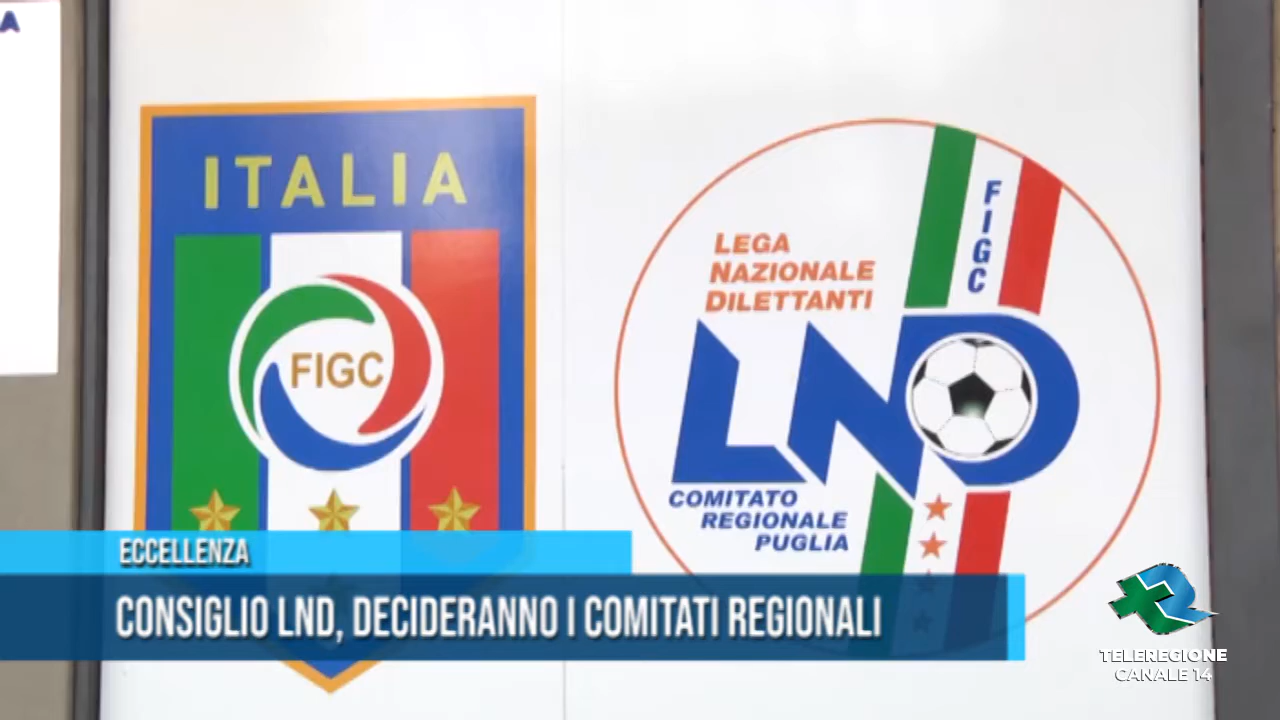 A
ITALIA
FIGC
FIGC
LEGA
NAZIONALE
DILETTANTI
LND
COMITATO
REGIONALE
PUGLIA
ECCELLENZA
CONSIGLIO LND, DECIDERANNO I COMITATI REGIONALI
TELEREGIONE
CANALE 14